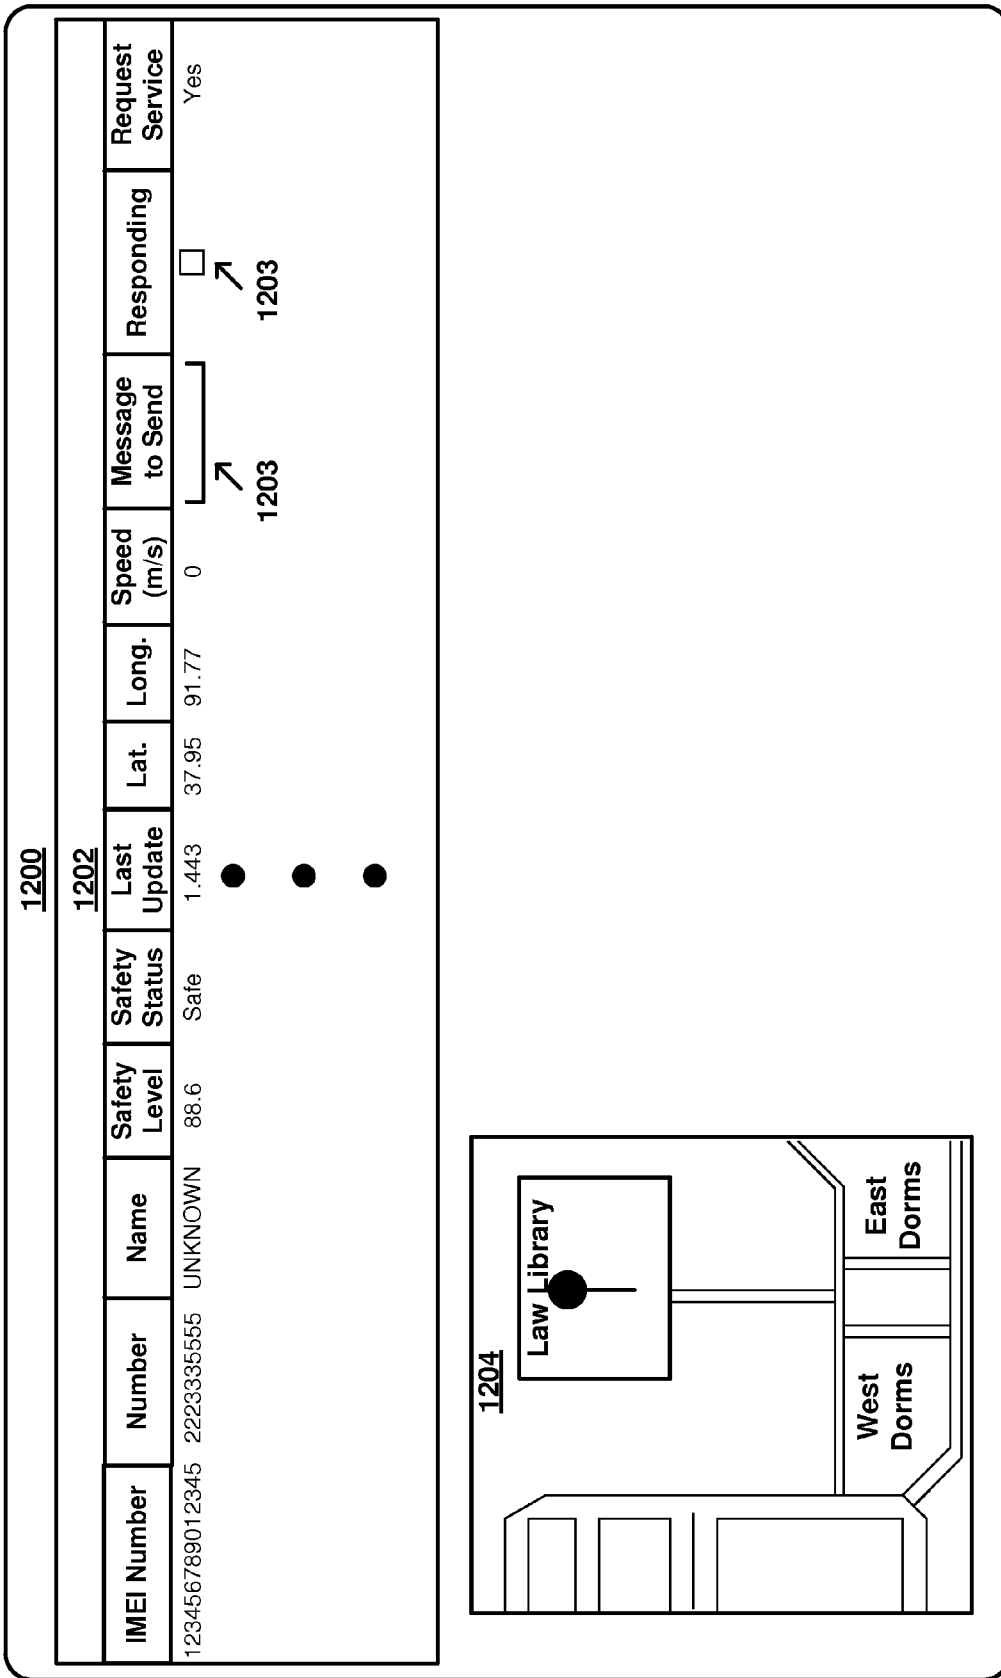 1200
1202
IMEI Number Number Name Safety Level Safety Status Last Update Lat. Long. Speed (m/s) Message to Send Responding Request Service
123456789012345 2223335555 UNKNOWN 88.6 Safe 1.443 37.95 91.77 0 Yes
1203 1203
1204
Law Library
West Dorms
East Dorms